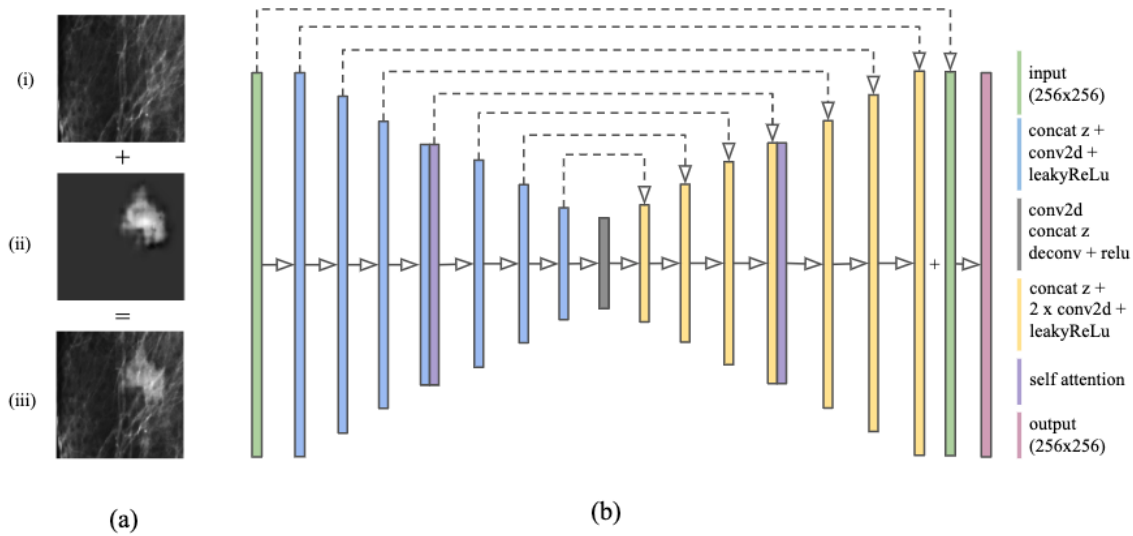 (i)
+
(ii)
=
(iii)
(a)
+
(b)
input
(256x256)
concat z +
conv2d +
leakyReLu
conv2d
concat z
deconv + relu
concat z +
2 x conv2d +
leakyReLu
self attention
output
(256x256)